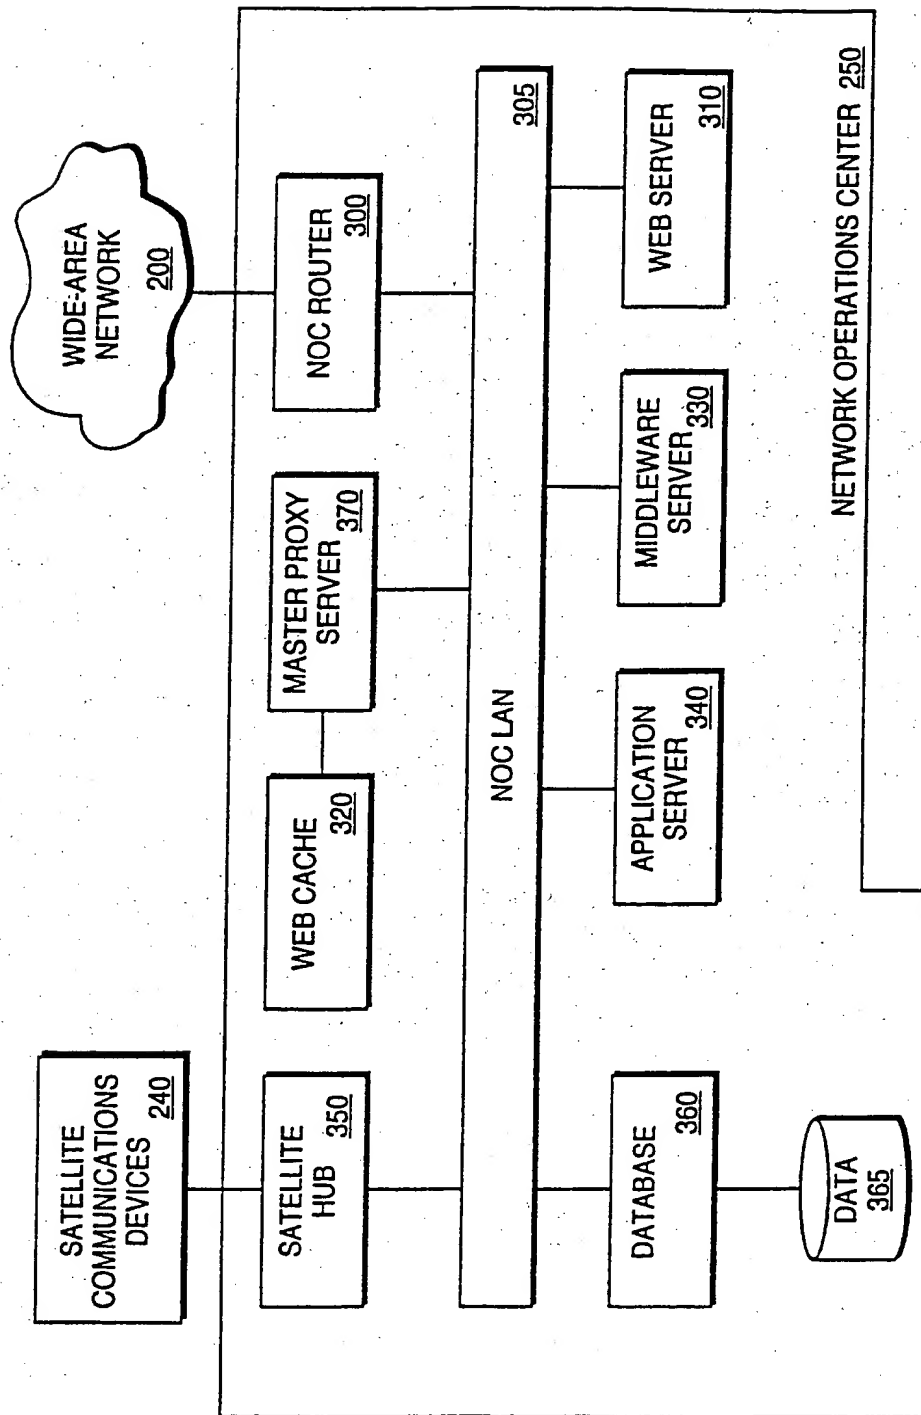 SATELLITE
COMMUNICATIONS
DEVICES 240
WIDE-AREA
NETWORK
200
SATELLITE
HUB 350
WEB CACHE
320
MASTER PROXY
SERVER 370
NOC ROUTER
300
NOC LAN
305
DATABASE
360
APPLICATION
SERVER 340
MIDDLEWARE
SERVER 330
WEB SERVER
310
DATA
365
NETWORK OPERATIONS CENTER 250